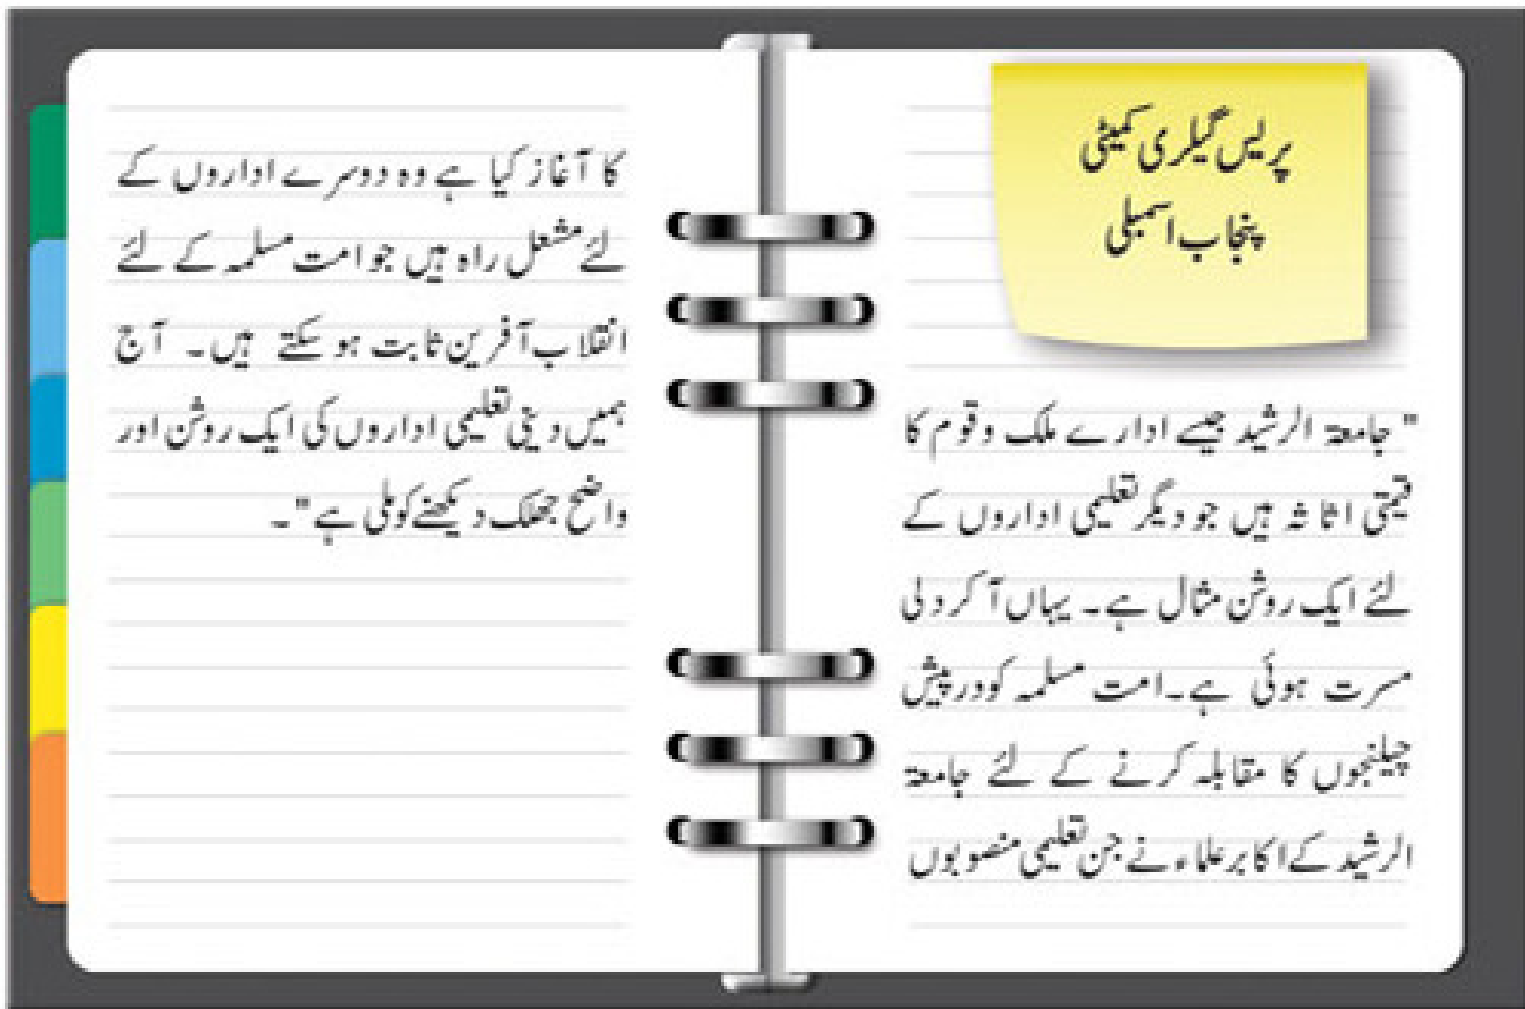 پریس گیلری کمیٹی
پنجاب اسمبلی
"جامعۃ الرشید جیسے ادارے ملک وقوم کا
قیمتی اثاثہ ہیں جو دیگر تعلیمی اداروں کے
لئے ایک روشن مثال ہے۔ یہاں آکر دلی
مسرت ہوئی ہے۔ امت مسلمہ کو درپیش
چیلنجوں کا مقابلہ کرنے کے لئے جامعۃ
الرشید کے اکابر علماء نے جن تعلیمی منصوبوں
کا آغاز کیا ہے وہ دوسرے اداروں کے
لئے مشعل راہ ہیں جو امت مسلمہ کے لئے
انقلاب آفرین ثابت ہو سکتے ہیں۔ آج
ہمیں دینی تعلیمی اداروں کی ایک روشن اور
واضح جھلک دیکھنے کو ملی ہے"۔